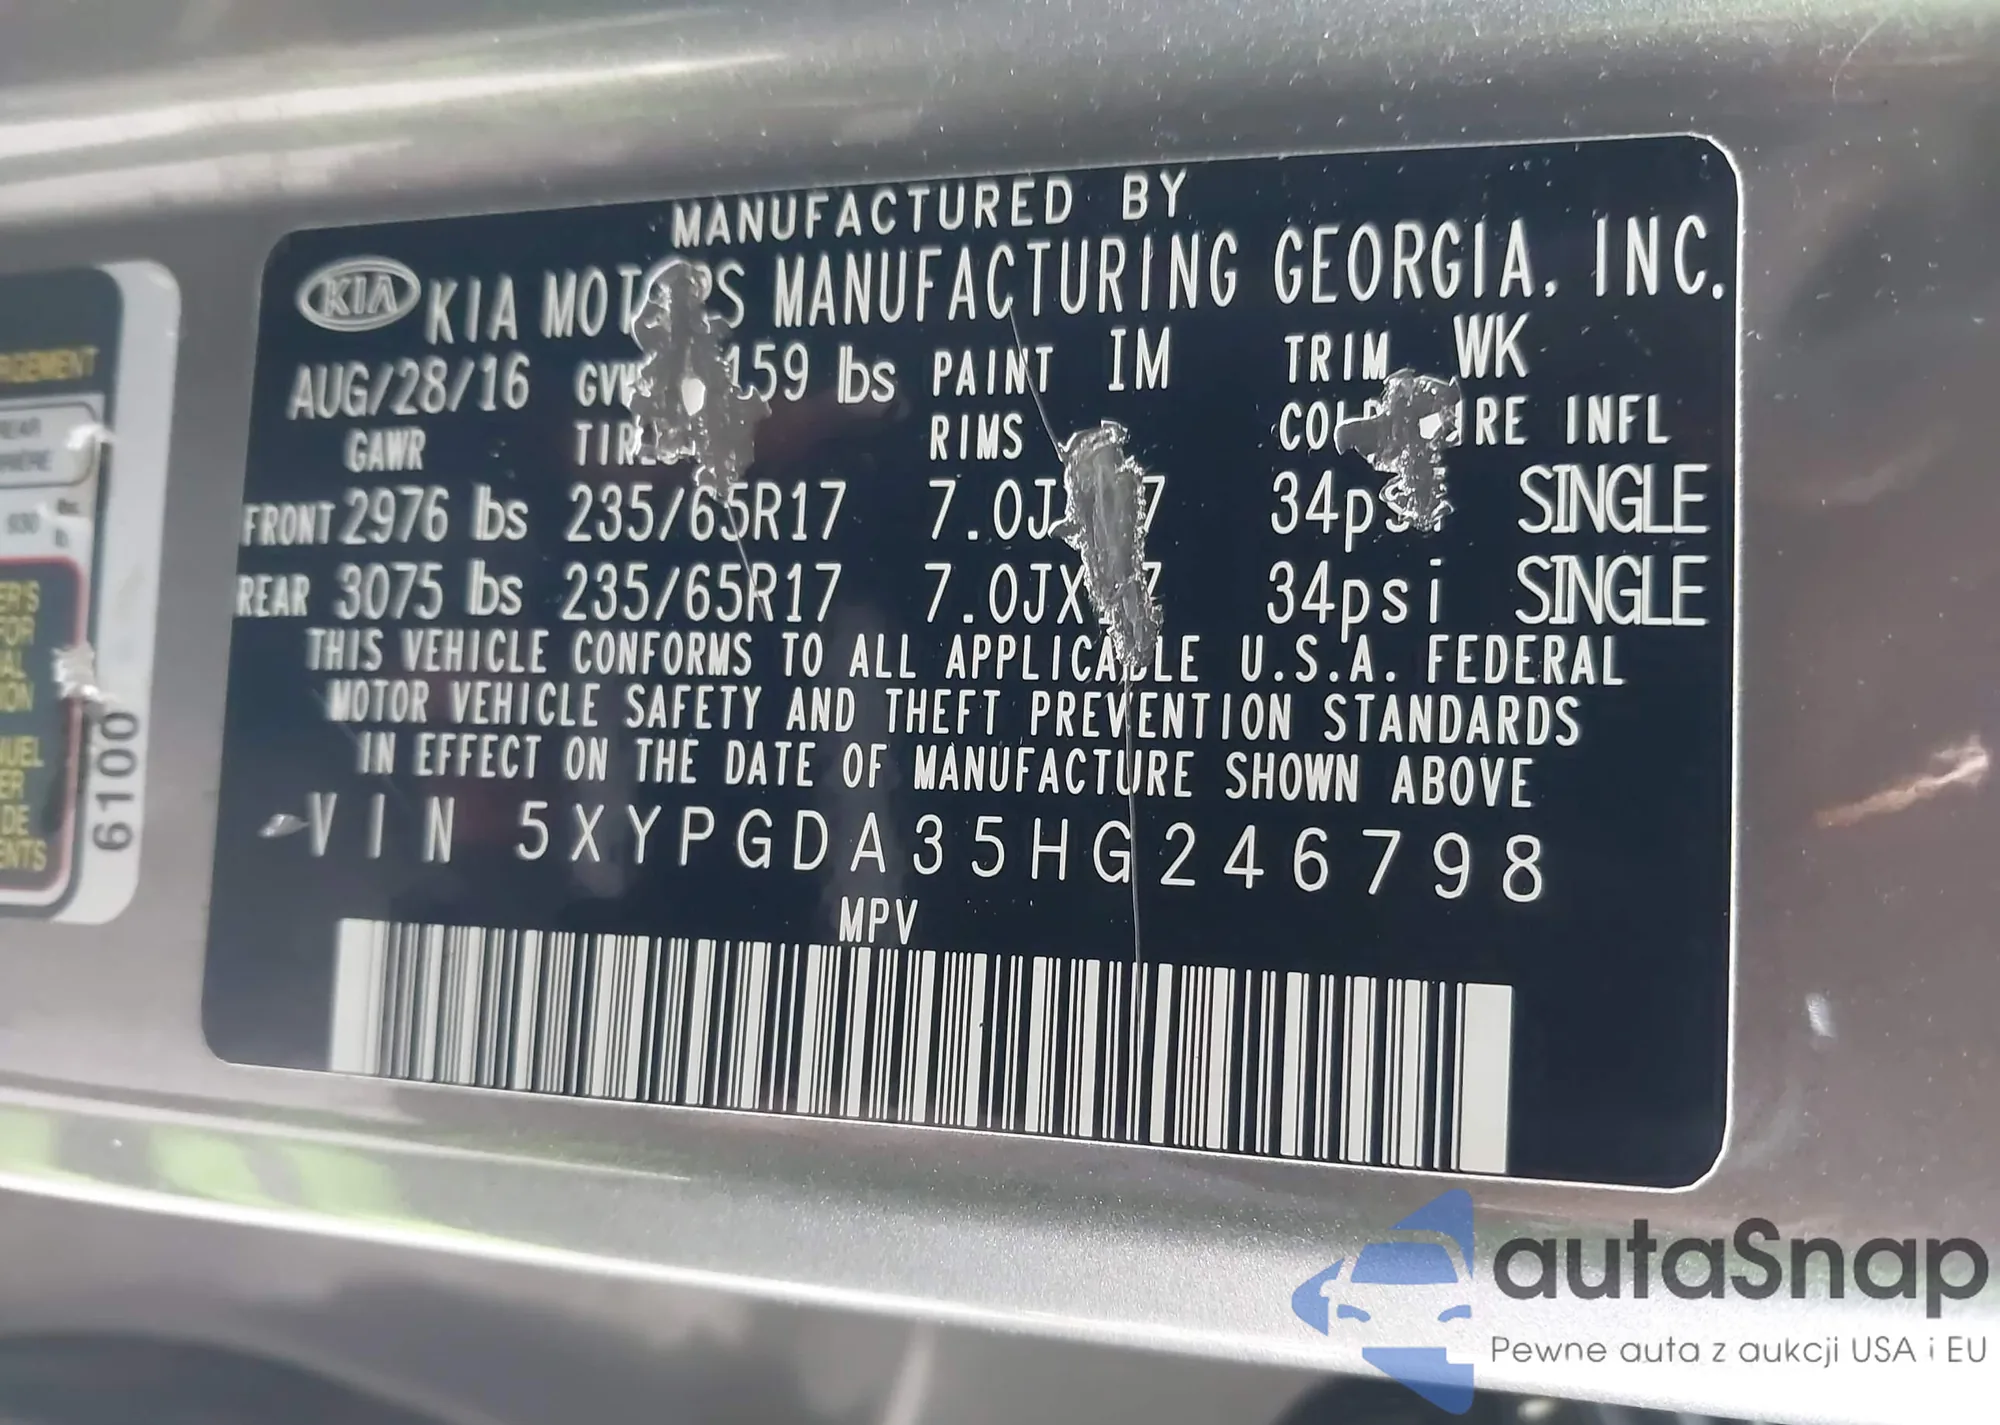 MANUFACTURED BY
KIA KIA MOTORS MANUFACTURING GEORGIA, INC.
AUG/28/16 159 lbs PAINT IM TRIM WK
GAWR RIMS INFL
FRONT 2976 lbs 235/65R17 34psi SINGLE
REAR 3075 lbs 235/65R17 34psi SINGLE
THIS VEHICLE CONFORMS TO ALL APPLICABLE U.S.A. FEDERAL
MOTOR VEHICLE SAFETY AND THEFT PREVENTION STANDARDS
IN EFFECT ON THE DATE OF MANUFACTURE SHOWN ABOVE
VIN 5XYPGDA35HG246798
MPV
6100
autaSnap
Pewne auta z aukcji USA i EU